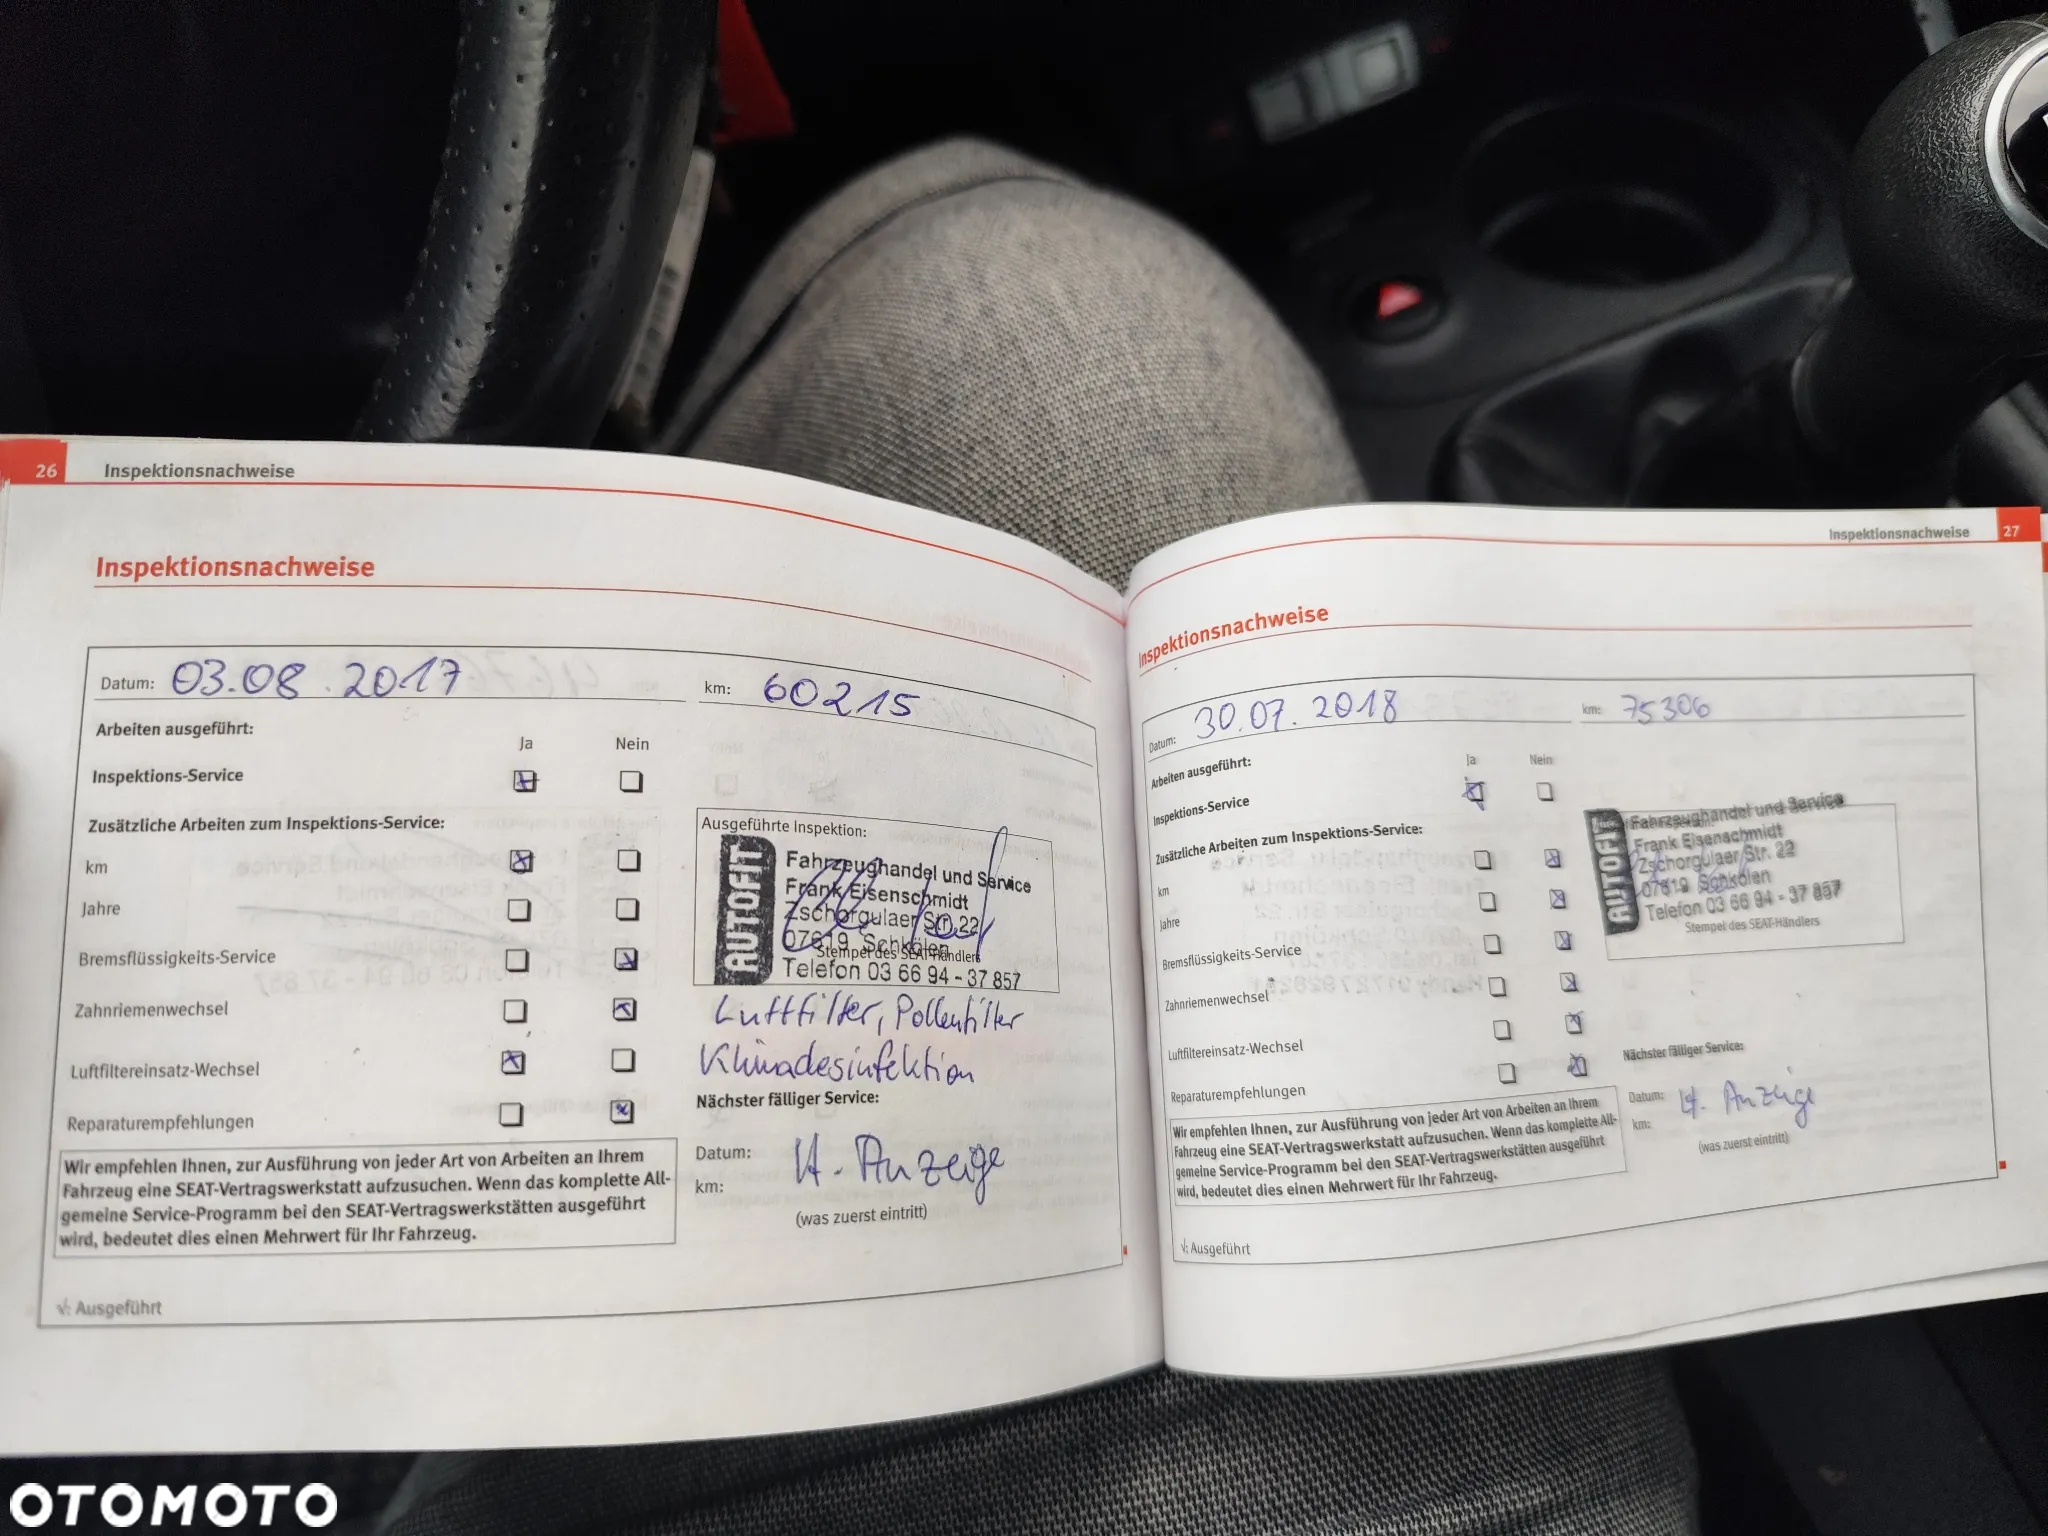 26 Inspektionsnachweise
Inspektionsnachweise
Datum: 03.08.2017 km: 60215
Arbeiten ausgeführt:
Ja Nein
Inspektions-Service
Zusätzliche Arbeiten zum Inspektions-Service:
km
Jahre
Bremsflüssigkeits-Service
Zahnriemenwechsel
Luftfiltereinsatz-Wechsel
Reparaturempfehlungen
Wir empfehlen Ihnen, zur Ausführung von jeder Art von Arbeiten an Ihrem
Fahrzeug eine SEAT-Vertragswerkstatt aufzusuchen. Wenn das komplette All-
gemeine Service-Programm bei den SEAT-Vertragswerkstätten ausgeführt
wird, bedeutet dies einen Mehrwert für Ihr Fahrzeug.
√: Ausgeführt
Ausgeführte Inspektion:
AUTOFIT
Fahrzeughandel und Service
Frank Eisenschmidt
Zschorgulaer Str. 22
07619 Schkölen
Stempel des SEAT-Händlers
Telefon 03 66 94 - 37 857
Luftfilter, Pollenfilter
Klimadesinfektion
Nächster fälliger Service:
Datum: lt. Anzeige
km:
(was zuerst eintritt)
Inspektionsnachweise 27
Inspektionsnachweise
Datum: 30.07.2018 km: 75306
Arbeiten ausgeführt:
Ja Nein
Inspektions-Service
Zusätzliche Arbeiten zum Inspektions-Service:
km
Jahre
Bremsflüssigkeits-Service
Zahnriemenwechsel
Luftfiltereinsatz-Wechsel
Reparaturempfehlungen
Wir empfehlen Ihnen, zur Ausführung von jeder Art von Arbeiten an Ihrem
Fahrzeug eine SEAT-Vertragswerkstatt aufzusuchen. Wenn das komplette All-
gemeine Service-Programm bei den SEAT-Vertragswerkstätten ausgeführt
wird, bedeutet dies einen Mehrwert für Ihr Fahrzeug.
√: Ausgeführt
AUTOFIT
Fahrzeughandel und Service
Frank Eisenschmidt
Zschorgulaer Str. 22
07619 Schkölen
Telefon 03 66 94 - 37 857
Stempel des SEAT-Händlers
Nächster fälliger Service:
Datum: lt. Anzeige
km:
(was zuerst eintritt)
OTOMOTO